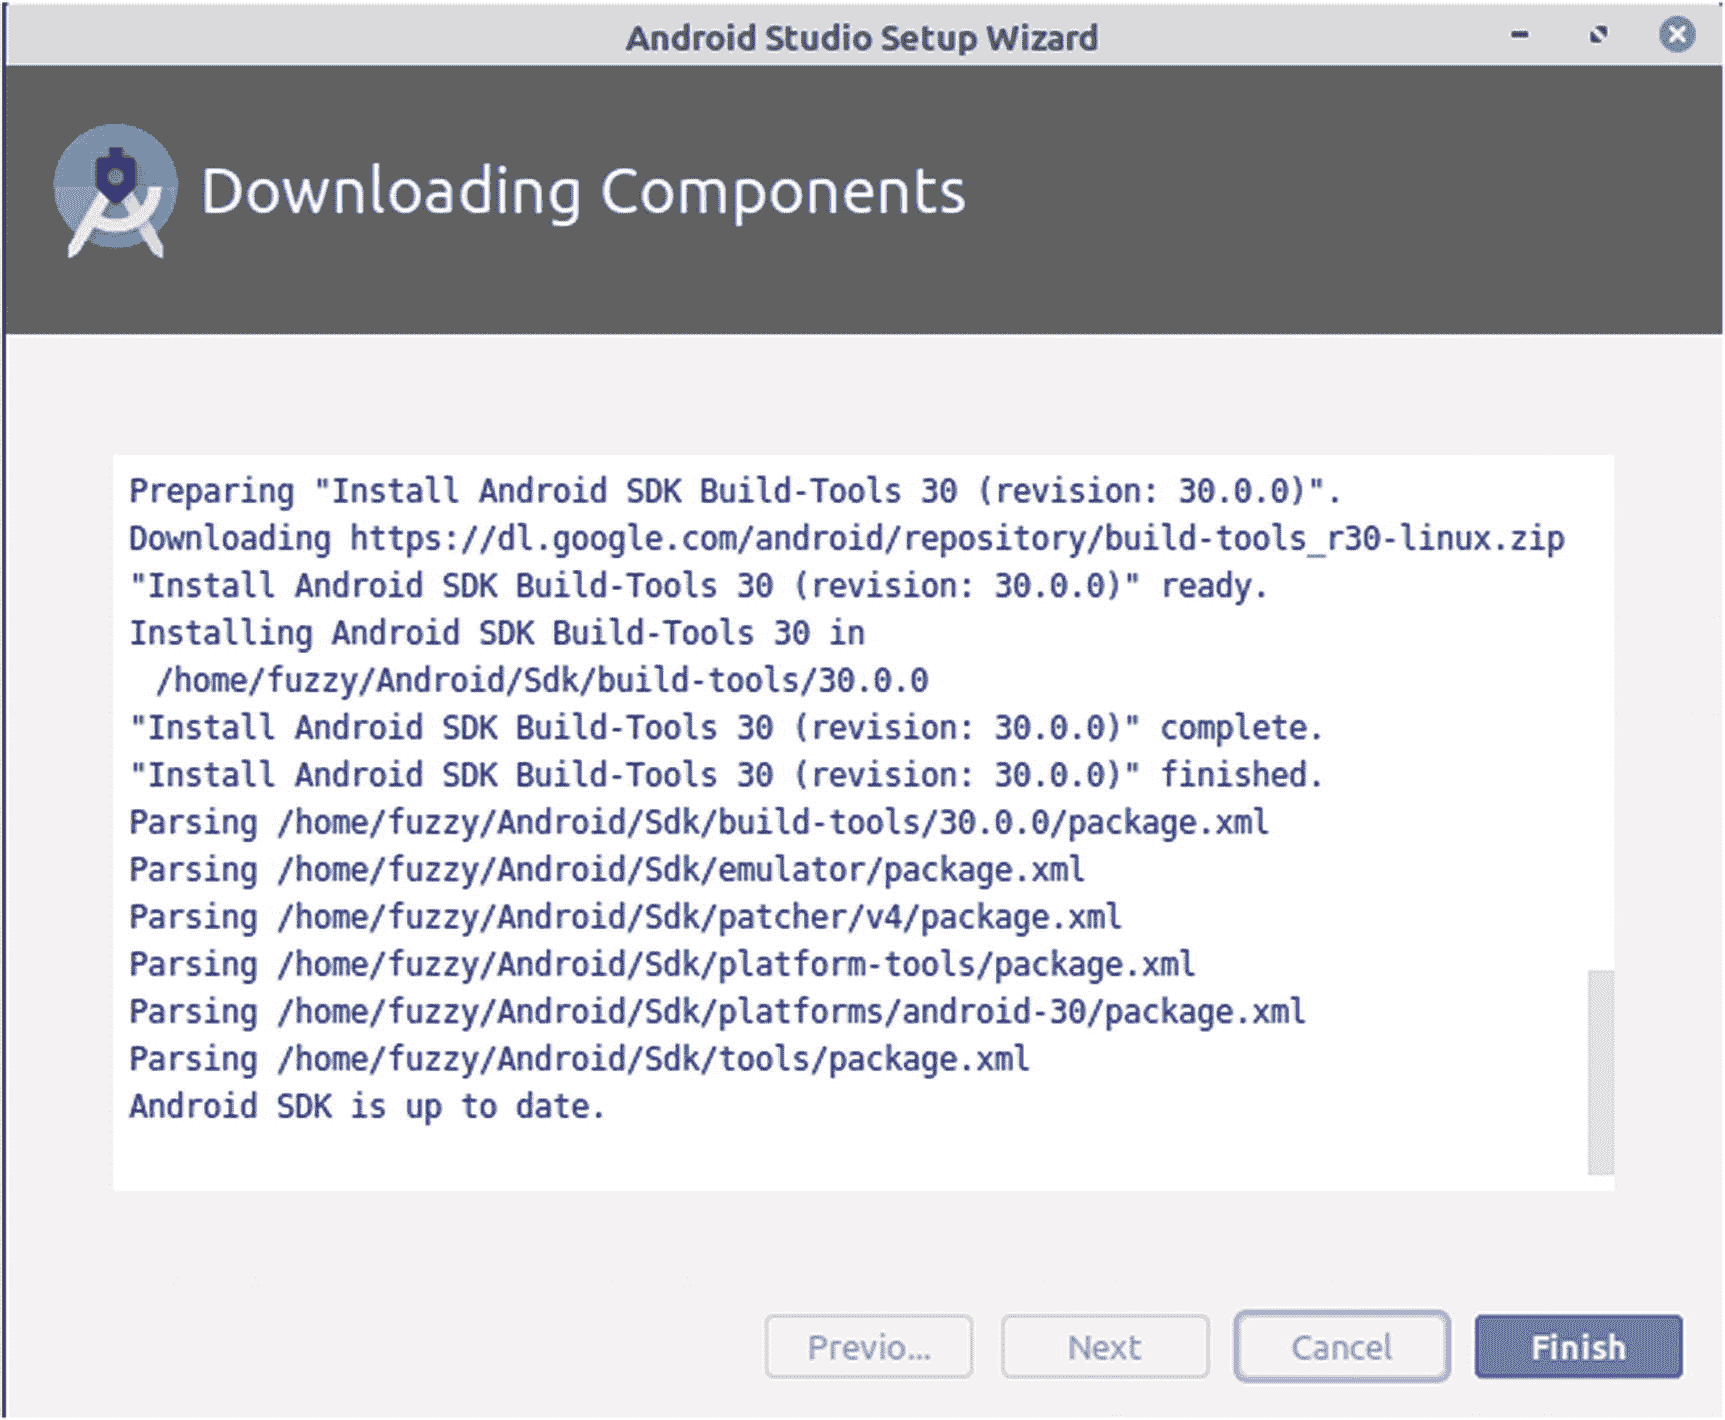 Android Studio Setup Wizard
Downloading Components
Preparing "Install Android SDK Build-Tools 30 (revision: 30.0.0)".
Downloading https://dl.google.com/android/repository/build-tools_r30-linux.zip
"Install Android SDK Build-Tools 30 (revision: 30.0.0)" ready.
Installing Android SDK Build-Tools 30 in
/home/fuzzy/Android/Sdk/build-tools/30.0.0
"Install Android SDK Build-Tools 30 (revision: 30.0.0)" complete.
"Install Android SDK Build-Tools 30 (revision: 30.0.0)" finished.
Parsing /home/fuzzy/Android/Sdk/build-tools/30.0.0/package.xml
Parsing /home/fuzzy/Android/Sdk/emulator/package.xml
Parsing /home/fuzzy/Android/Sdk/patcher/v4/package.xml
Parsing /home/fuzzy/Android/Sdk/platform-tools/package.xml
Parsing /home/fuzzy/Android/Sdk/platforms/android-30/package.xml
Parsing /home/fuzzy/Android/Sdk/tools/package.xml
Android SDK is up to date.
Previo... Next Cancel Finish